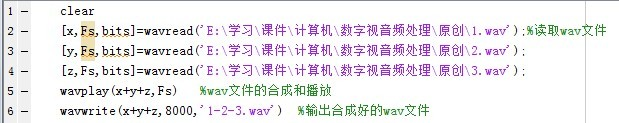 1 - clear
2 - [x,Fs,bits]=wavread('E:\学习\课件\计算机\数字视音频处理\原创\1.wav');%读取wav文件
3 - [y,Fs,bits]=wavread('E:\学习\课件\计算机\数字视音频处理\原创\2.wav');
4 - [z,Fs,bits]=wavread('E:\学习\课件\计算机\数字视音频处理\原创\3.wav');
5 - wavplay(x+y+z,Fs) %wav文件的合成和播放
6 - wavwrite(x+y+z,8000,'1-2-3.wav') %输出合成好的wav文件